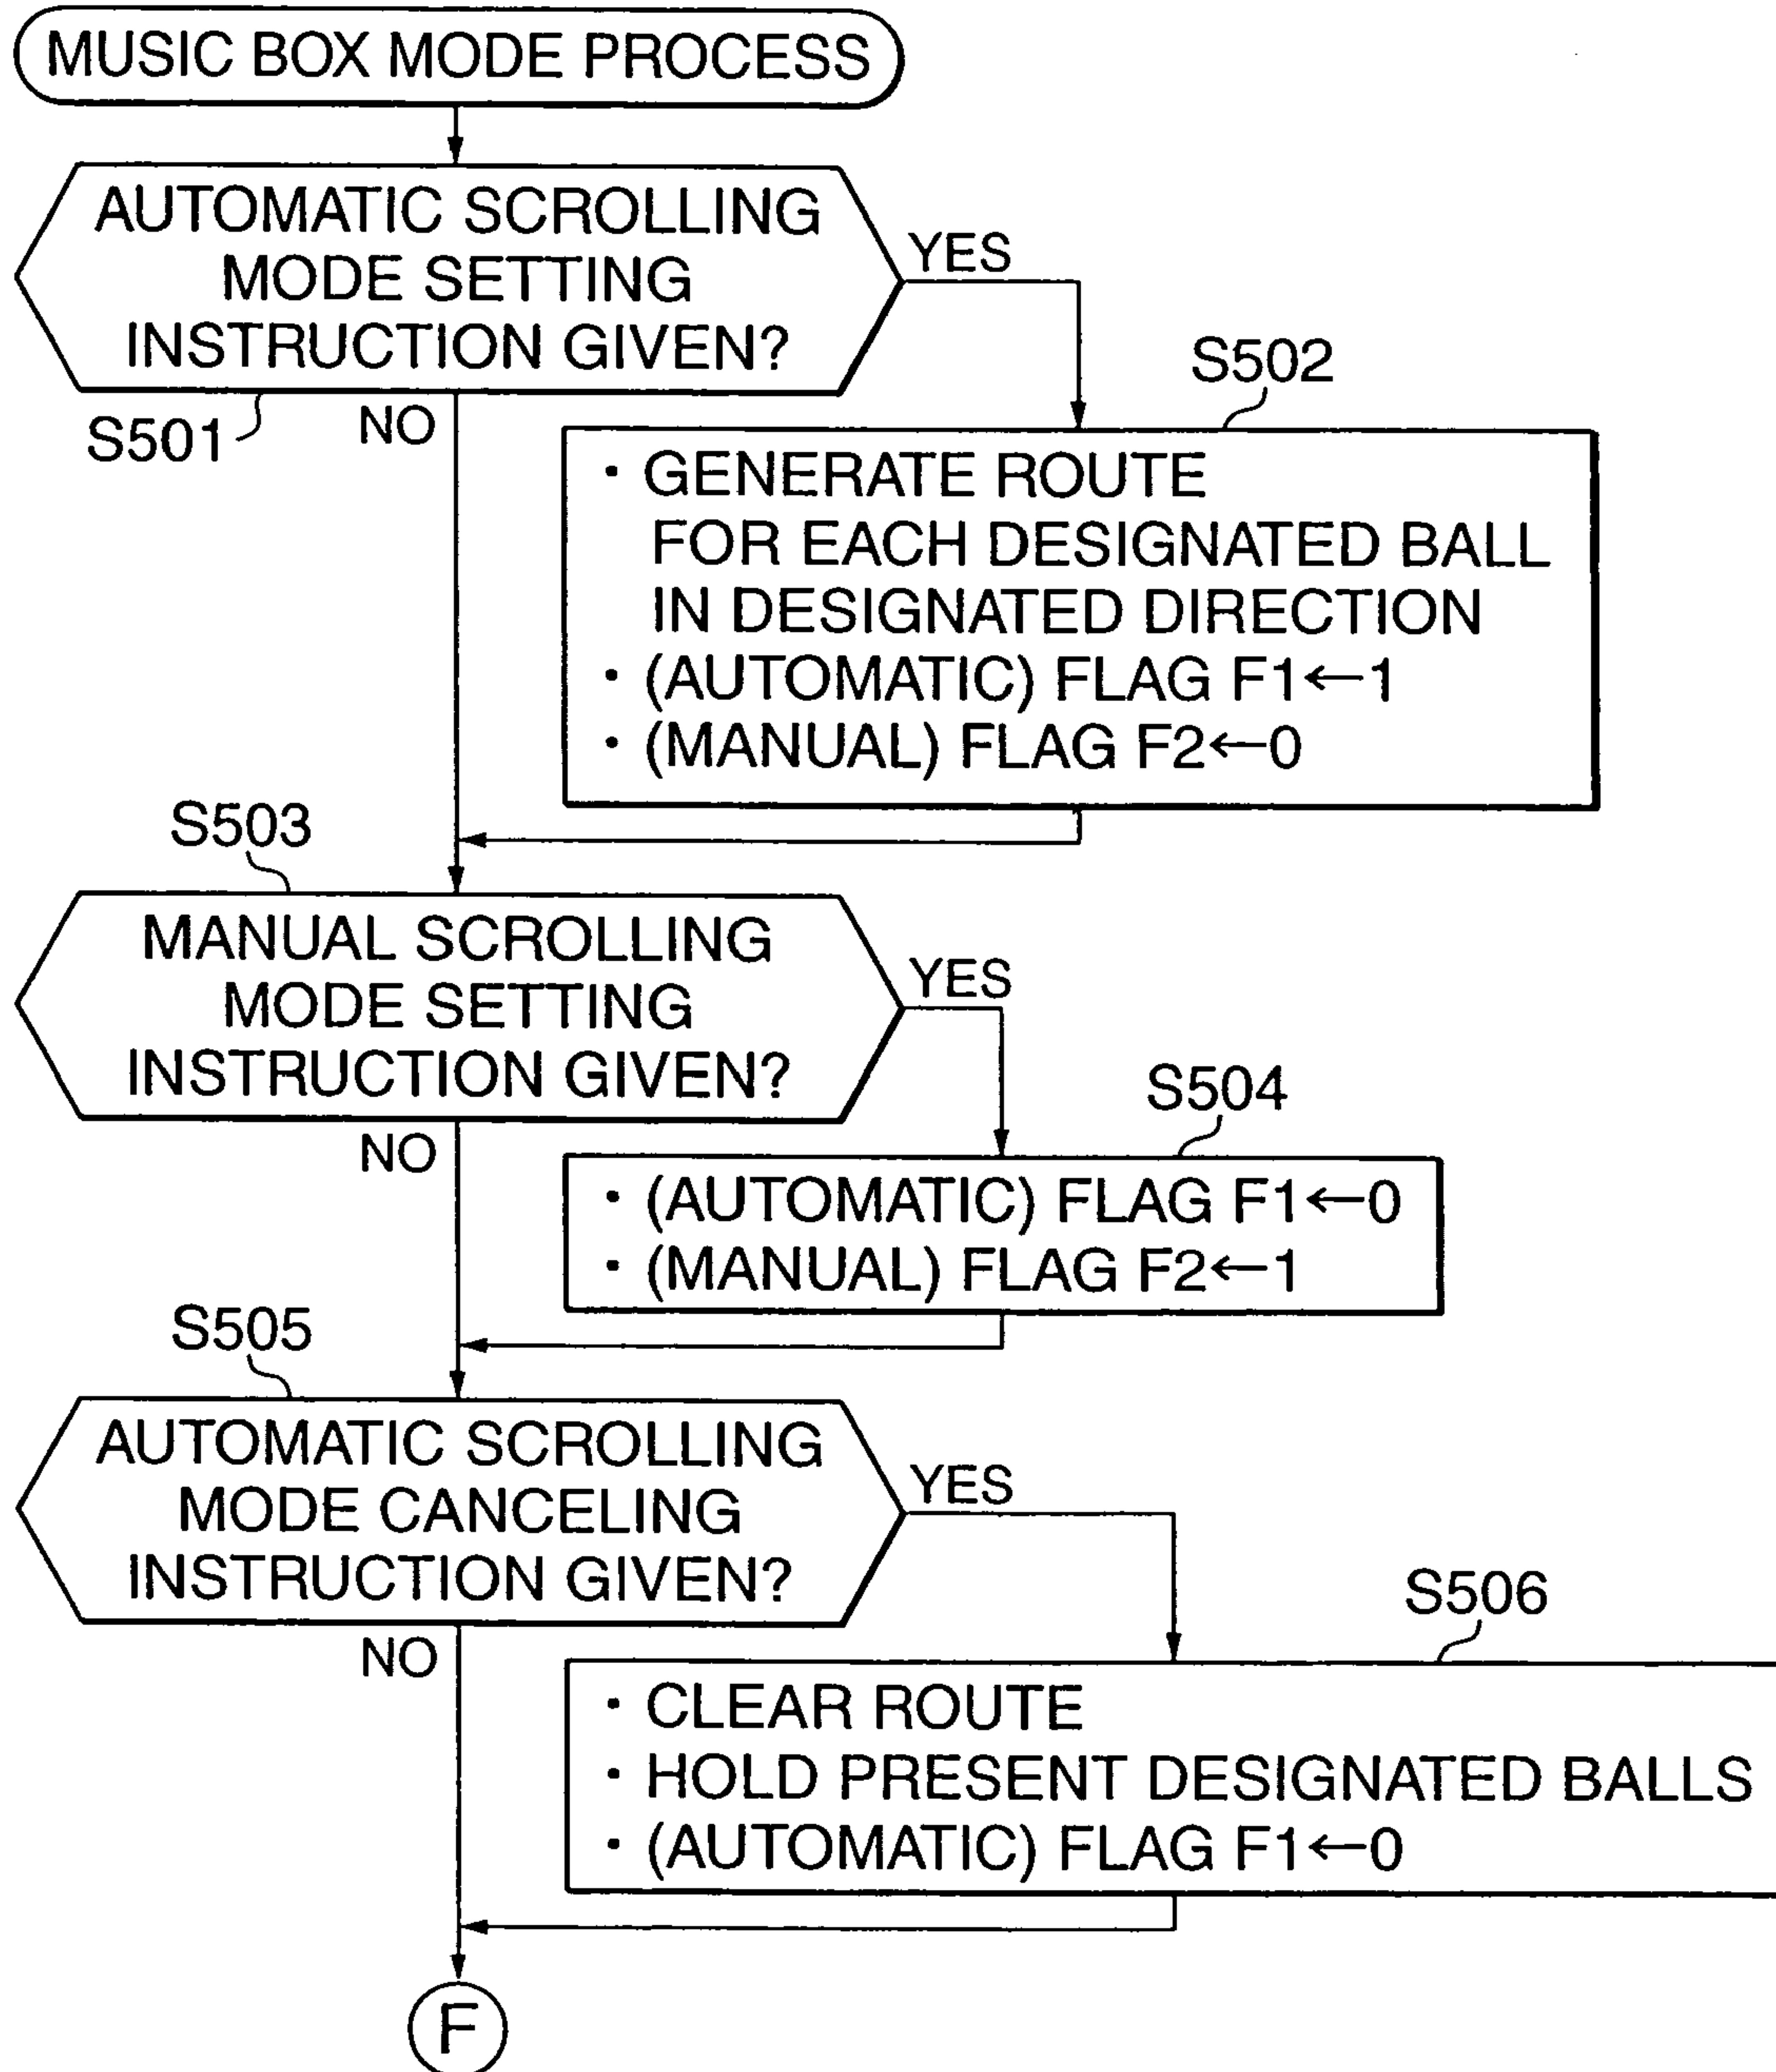 MUSIC BOX MODE PROCESS
AUTOMATIC SCROLLING
MODE SETTING
INSTRUCTION GIVEN?
YES
S501
NO
S502
· GENERATE ROUTE
FOR EACH DESIGNATED BALL
IN DESIGNATED DIRECTION
· (AUTOMATIC) FLAG F1←1
· (MANUAL) FLAG F2←0
S503
MANUAL SCROLLING
MODE SETTING
INSTRUCTION GIVEN?
YES
NO
S504
· (AUTOMATIC) FLAG F1←0
· (MANUAL) FLAG F2←1
S505
AUTOMATIC SCROLLING
MODE CANCELING
INSTRUCTION GIVEN?
YES
NO
S506
· CLEAR ROUTE
· HOLD PRESENT DESIGNATED BALLS
· (AUTOMATIC) FLAG F1←0
F